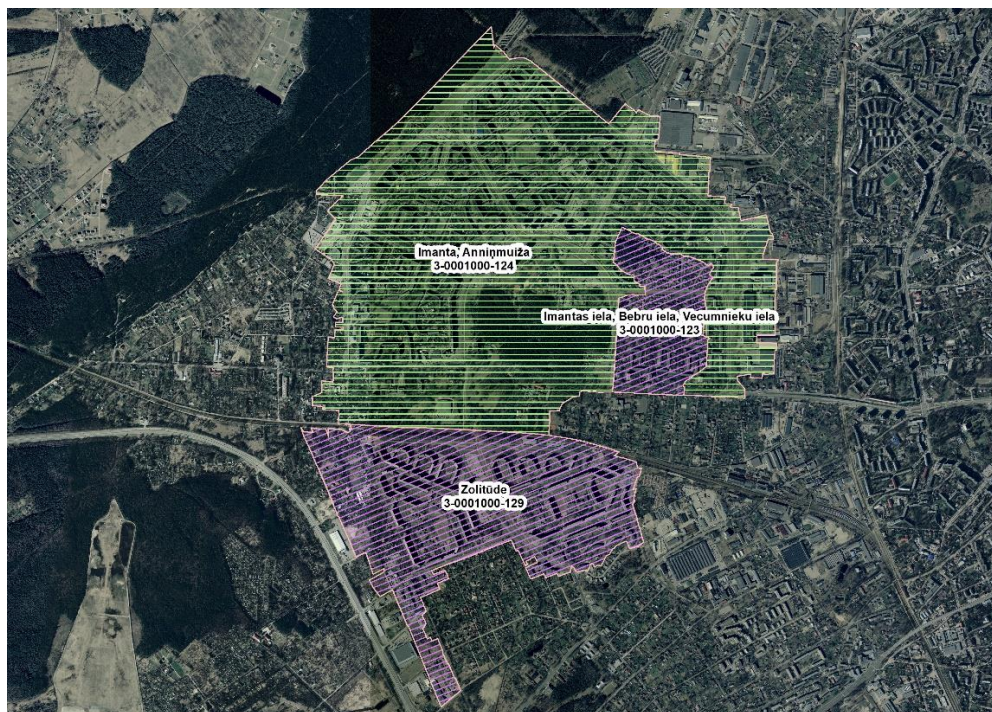 Imanta, Anniņmuiža
3-0001000-124
Imantas iela, Bebru iela, Vecumnieku iela
3-0001000-123
Zolitūde
3-0001000-129